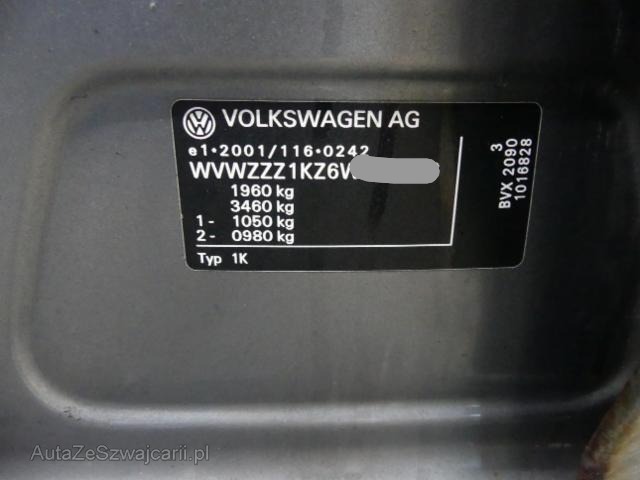 VOLKSWAGEN AG
e1*2001/116*0242
WVWZZZ1KZ6W
1960 kg
3460 kg
1- 1050 kg
2- 0980 kg
Typ 1K
3
BVX 2090
1016828
AutaZeSzwajcarii.pl